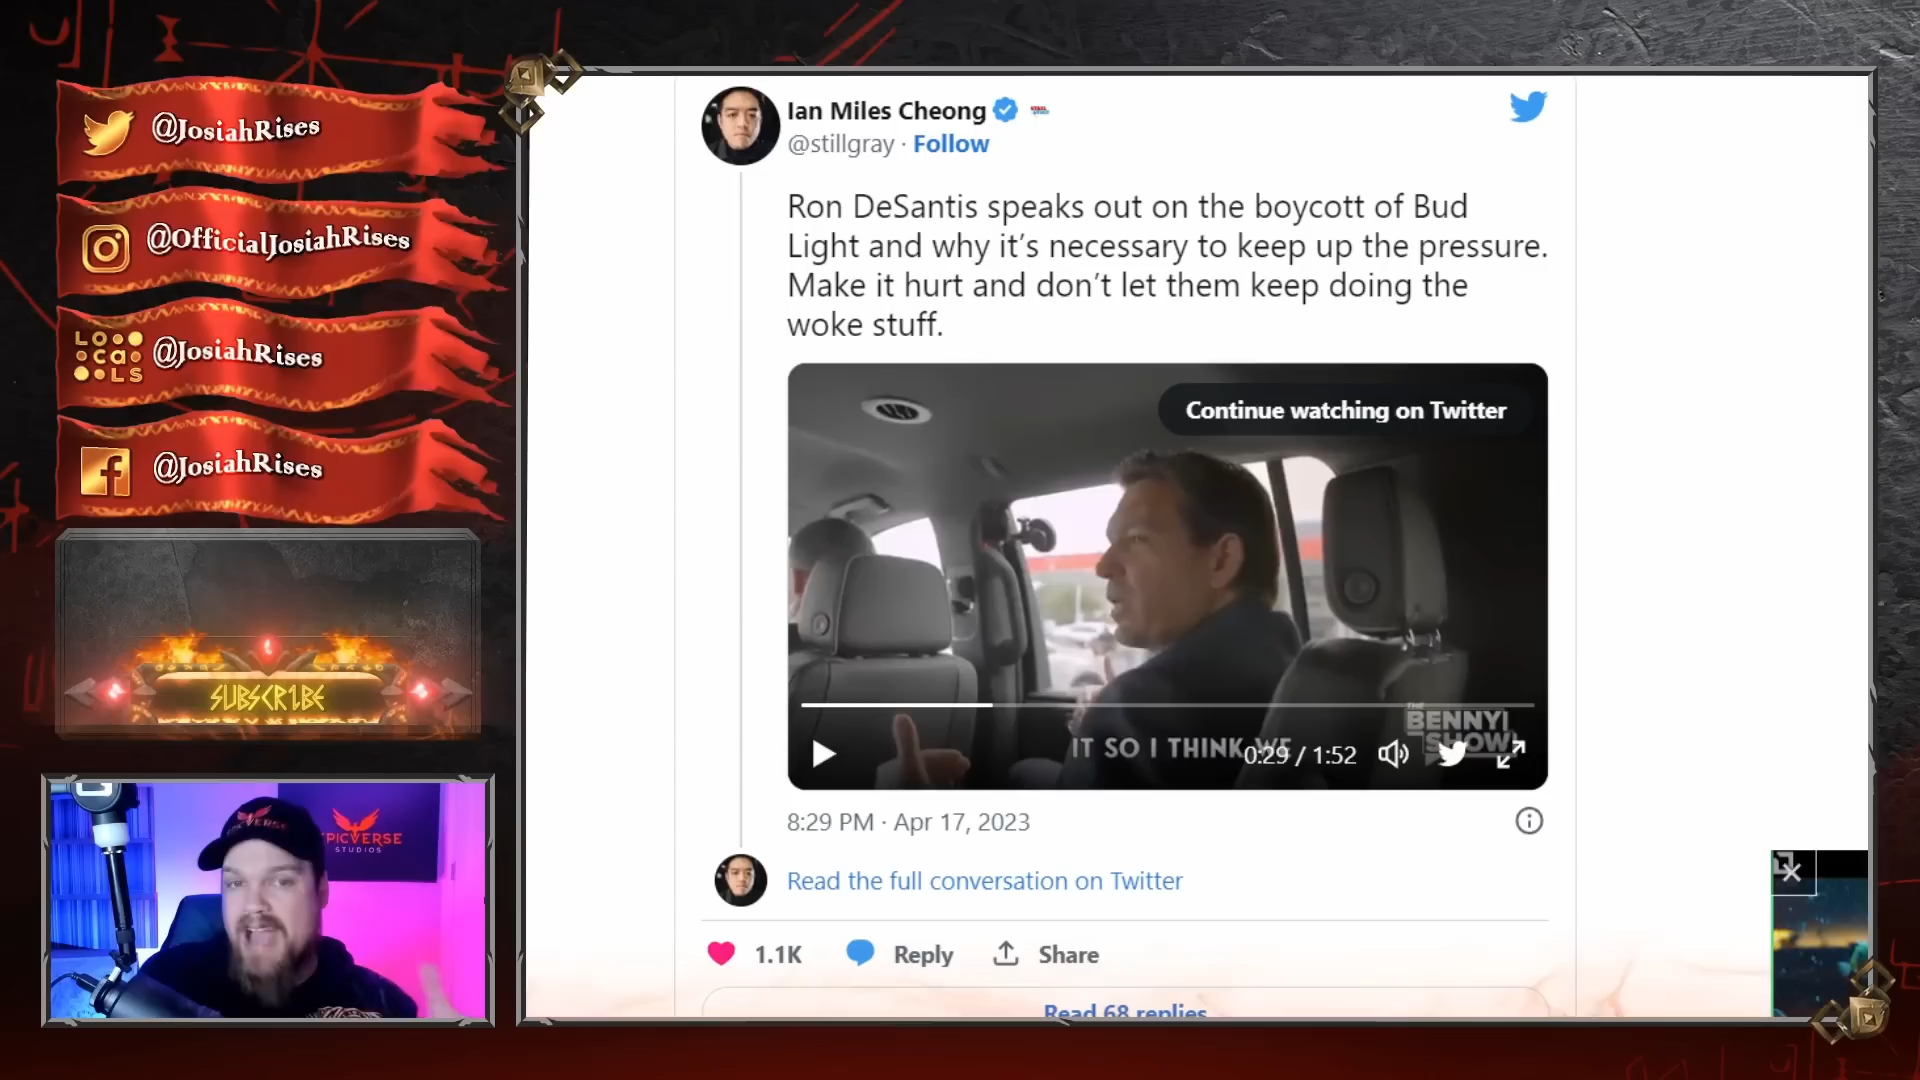 @JosiahRises
@OfficialJosiahRises
LO
ca
LS
@JosiahRises
@JosiahRises
SUBSCR1BE
EPICVERSE
STUDIOS
Ian Miles Cheong
@stillgray · Follow
Ron DeSantis speaks out on the boycott of Bud
Light and why it’s necessary to keep up the pressure.
Make it hurt and don’t let them keep doing the
woke stuff.
Continue watching on Twitter
THE
BENNY
SHOW
IT SO I THINK WE
0:29 / 1:52
8:29 PM · Apr 17, 2023
Read the full conversation on Twitter
1.1K
Reply
Share
Read 68 replies